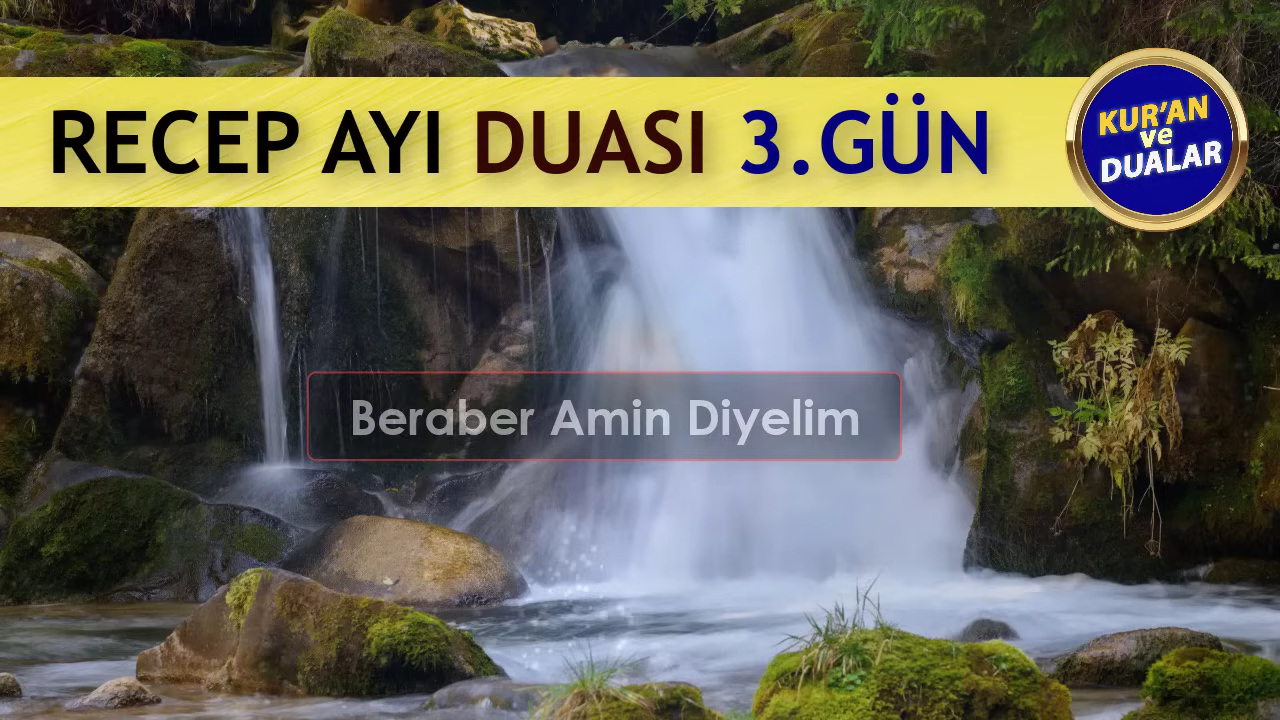 RECEP AYI DUASI 3.GÜN
KUR'AN
ve
DUALAR
Beraber Amin Diyelim